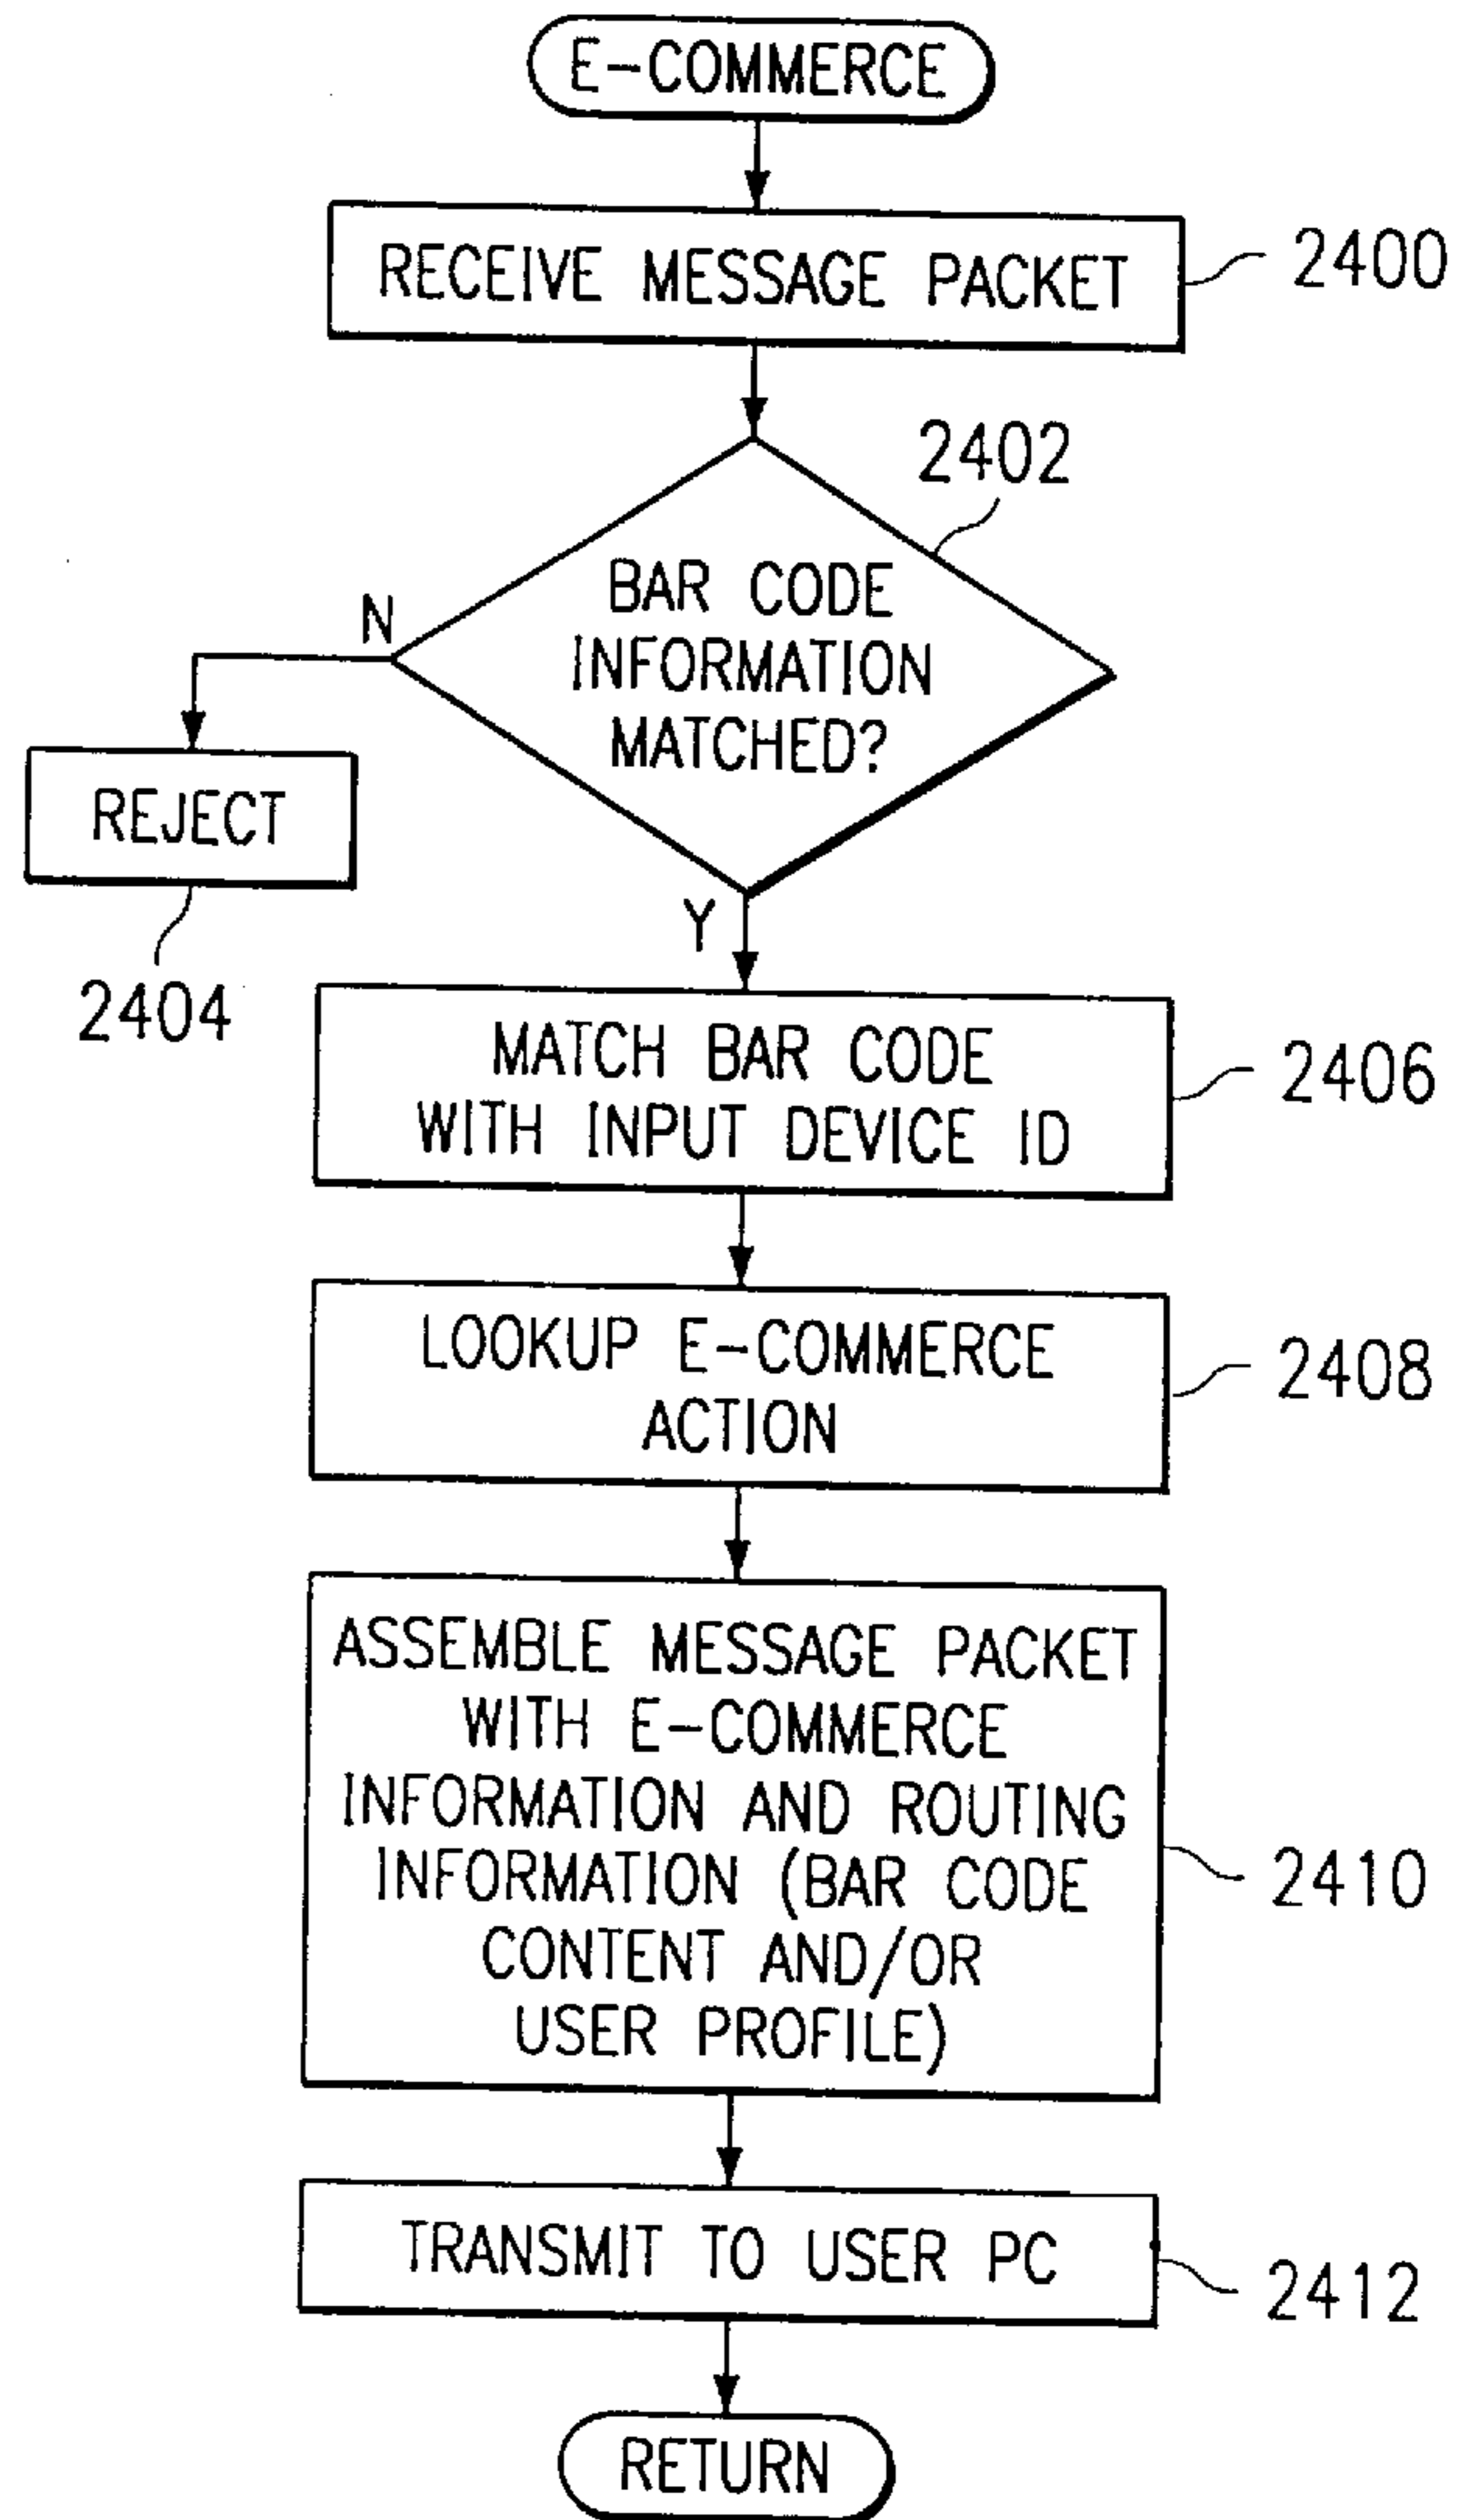 E-COMMERCE
RECEIVE MESSAGE PACKET
2400
2402
BAR CODE
INFORMATION
MATCHED?
N
REJECT
2404
Y
MATCH BAR CODE
WITH INPUT DEVICE ID
2406
LOOKUP E-COMMERCE
ACTION
2408
ASSEMBLE MESSAGE PACKET
WITH E-COMMERCE
INFORMATION AND ROUTING
INFORMATION (BAR CODE
CONTENT AND/OR
USER PROFILE)
2410
TRANSMIT TO USER PC
2412
RETURN